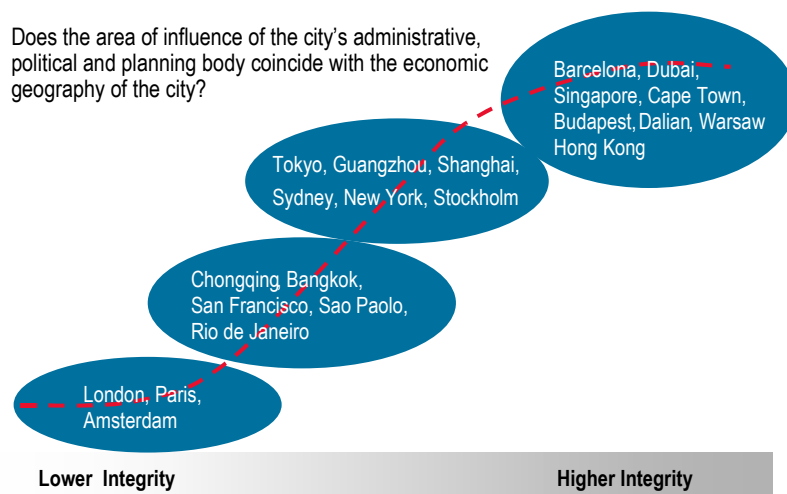 Does the area of influence of the city's administrative,
political and planning body coincide with the economic
geography of the city?
Barcelona, Dubai,
Singapore, Cape Town,
Budapest, Dalian, Warsaw
Hong Kong
Tokyo, Guangzhou, Shanghai,
Sydney, New York, Stockholm
Chongqing, Bangkok,
San Francisco, Sao Paolo,
Rio de Janeiro
London, Paris,
Amsterdam
Lower Integrity
Higher Integrity